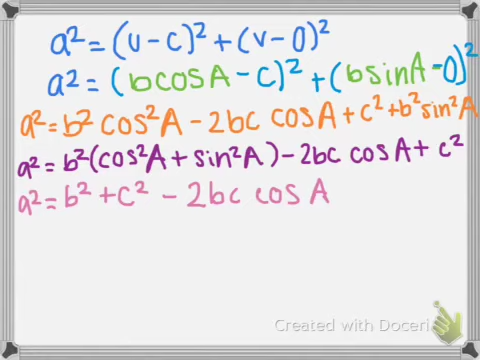 a² = (u - c)² + (v - 0)²
a² = (bcosA - c)² + (bsinA - 0)²
a² = b² cos²A - 2bc cosA + c² + b² sin²A
a² = b² (cos²A + sin²A) - 2bc cosA + c²
a² = b² + c² - 2bc cos A
Created with Doceri